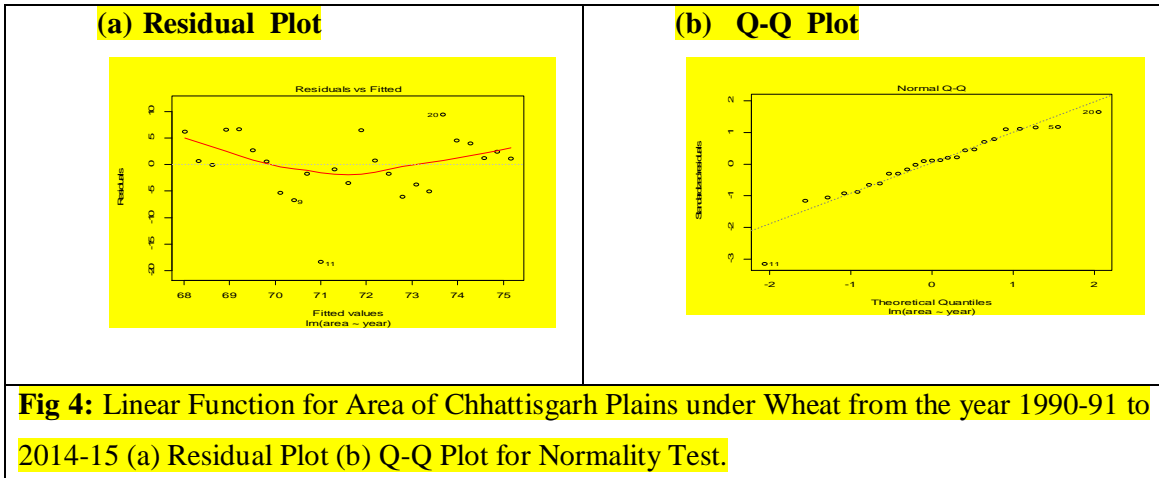 (a) Residual Plot
Residuals vs Fitted
Residuals
10
5
0
-5
-10
-15
-20
20
9
11
68 69 70 71 72 73 74 75
Fitted values
lm(area ~ year)
(b) Q-Q Plot
Normal Q-Q
Standardized residuals
2
1
0
-1
-2
-3
20
5
11
-2 -1 0 1 2
Theoretical Quantiles
lm(area ~ year)
Fig 4: Linear Function for Area of Chhattisgarh Plains under Wheat from the year 1990-91 to
2014-15 (a) Residual Plot (b) Q-Q Plot for Normality Test.